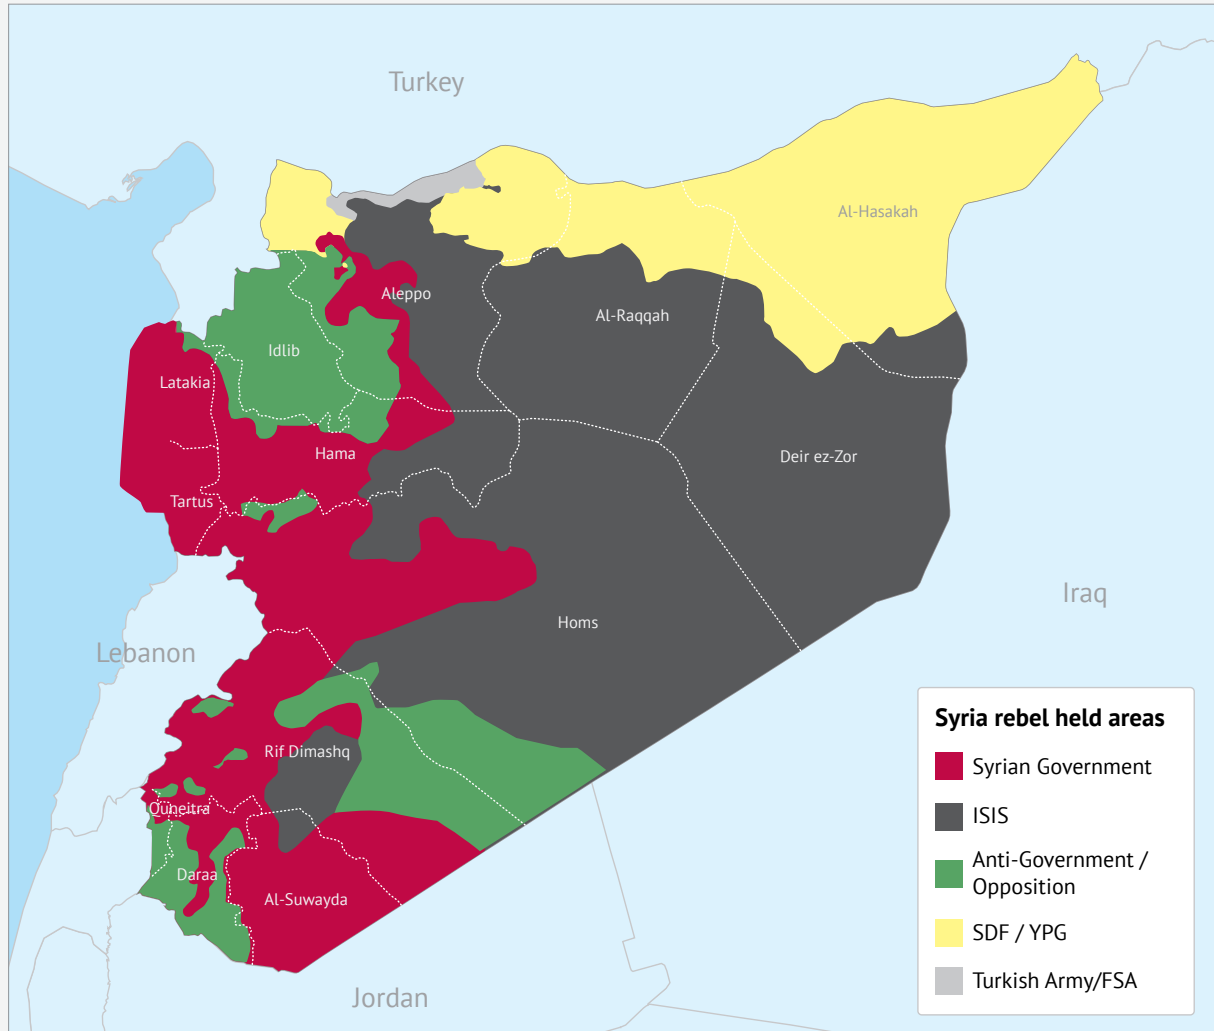 Turkey
Al-Hasakah
Aleppo
Al-Raqqah
Idlib
Latakia
Hama
Deir ez-Zor
Tartus
Iraq
Homs
Lebanon
Rif Dimashq
Quneitra
Daraa
Al-Suwayda
Jordan
Syria rebel held areas
Syrian Government
ISIS
Anti-Government /
Opposition
SDF / YPG
Turkish Army/FSA